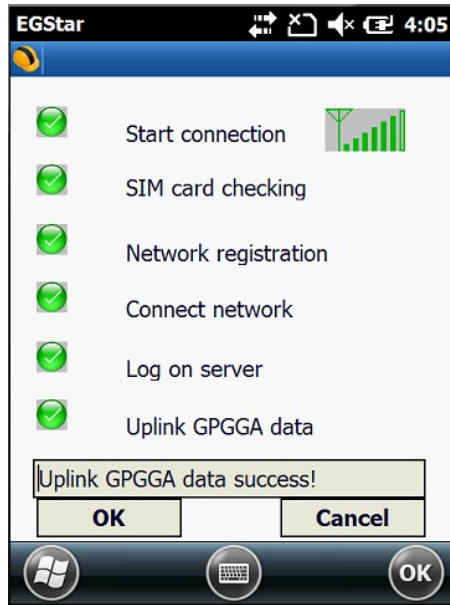 EGStar 4:05
Start connection
SIM card checking
Network registration
Connect network
Log on server
Uplink GPGGA data
Uplink GPGGA data success!
OK Cancel
OK